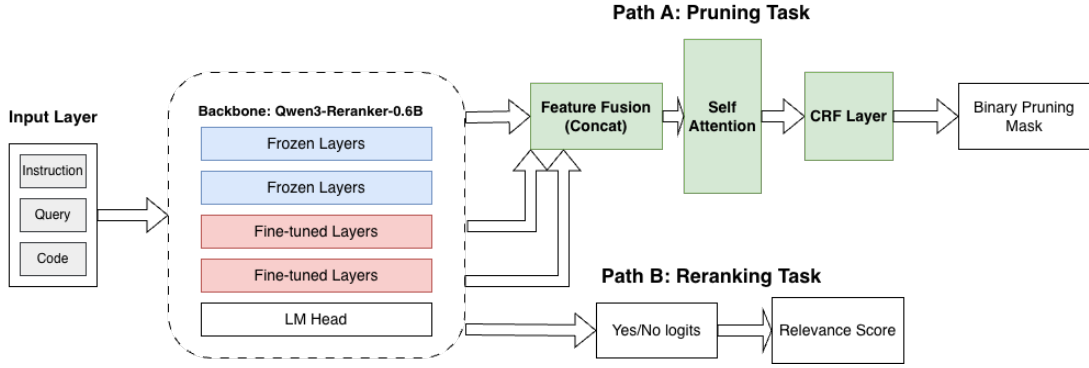 Path A: Pruning Task
Input Layer
Instruction
Query
Code
Backbone: Qwen3-Reranker-0.6B
Frozen Layers
Frozen Layers
Fine-tuned Layers
Fine-tuned Layers
LM Head
Feature Fusion
(Concat)
Self
Attention
CRF Layer
Binary Pruning
Mask
Path B: Reranking Task
Yes/No logits
Relevance Score